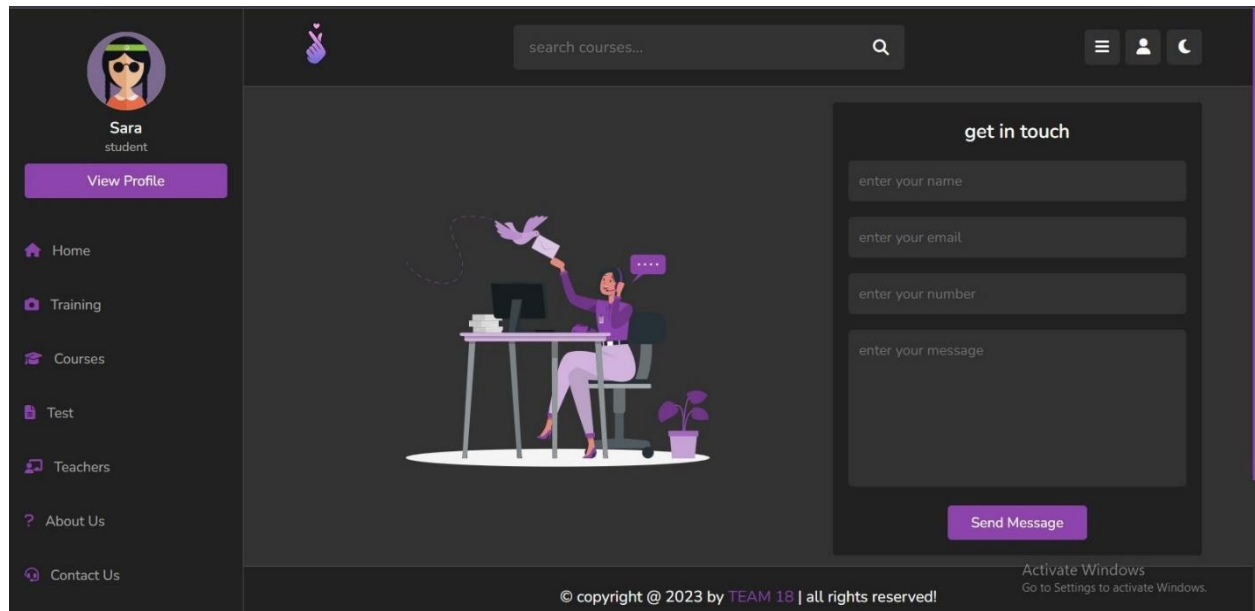 Sara
student
View Profile
Home
Training
Courses
Test
Teachers
? About Us
Contact Us
search courses...
get in touch
enter your name
enter your email
enter your number
enter your message
Send Message
Activate Windows
Go to Settings to activate Windows.
© copyright @ 2023 by TEAM 18 | all rights reserved!